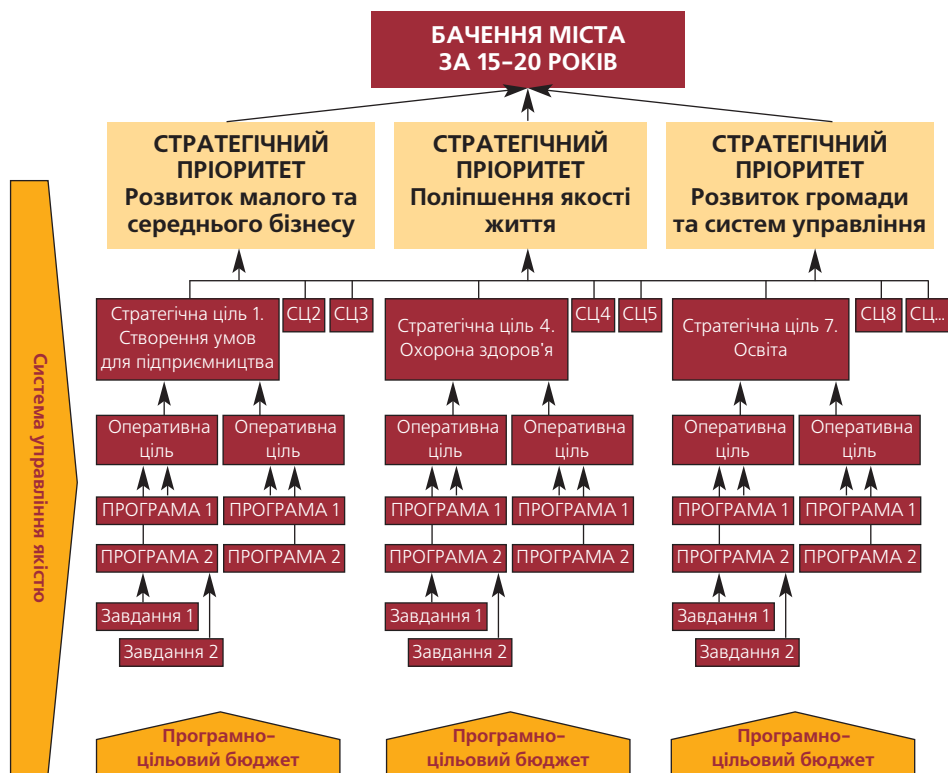 БАЧЕННЯ МІСТА
ЗА 15–20 РОКІВ
СТРАТЕГІЧНИЙ
ПРІОРИТЕТ
Розвиток малого та
середнього бізнесу
СТРАТЕГІЧНИЙ
ПРІОРИТЕТ
Поліпшення якості
життя
СТРАТЕГІЧНИЙ
ПРІОРИТЕТ
Розвиток громади
та систем управління
Система управління якістю
Стратегічна ціль 1.
Створення умов
для підприємництва
СЦ2
СЦ3
Стратегічна ціль 4.
Охорона здоров'я
СЦ4
СЦ5
Стратегічна ціль 7.
Освіта
СЦ8
СЦ...
Оперативна
ціль
Оперативна
ціль
Оперативна
ціль
Оперативна
ціль
Оперативна
ціль
Оперативна
ціль
ПРОГРАМА 1
ПРОГРАМА 1
ПРОГРАМА 1
ПРОГРАМА 1
ПРОГРАМА 1
ПРОГРАМА 1
ПРОГРАМА 2
ПРОГРАМА 2
ПРОГРАМА 2
ПРОГРАМА 2
ПРОГРАМА 2
ПРОГРАМА 2
Завдання 1
Завдання 1
Завдання 1
Завдання 2
Завдання 2
Завдання 2
Програмно–
цільовий бюджет
Програмно–
цільовий бюджет
Програмно–
цільовий бюджет